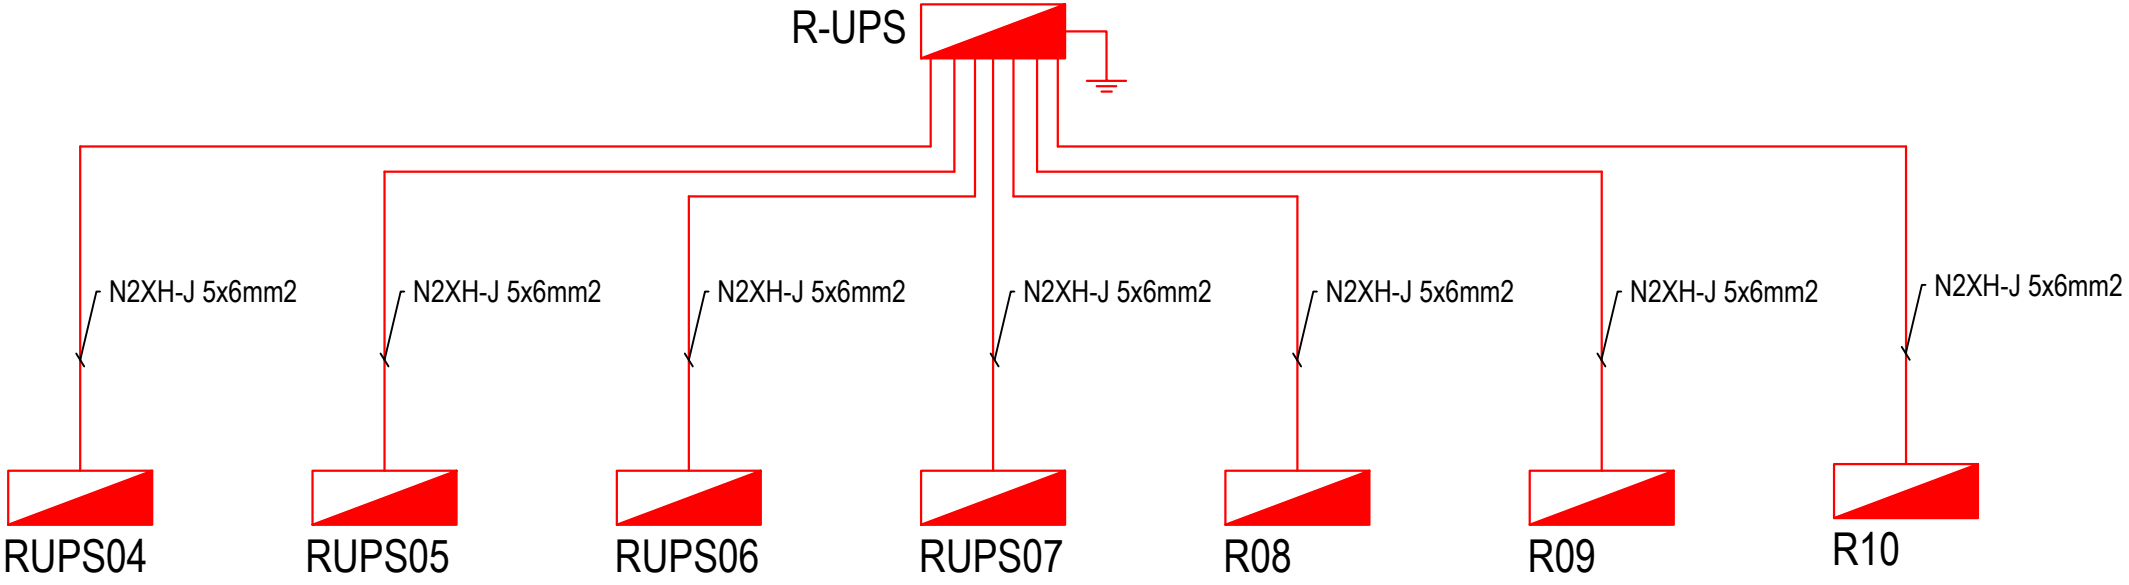 R-UPS
N2XH-J 5x6mm2
N2XH-J 5x6mm2
N2XH-J 5x6mm2
N2XH-J 5x6mm2
N2XH-J 5x6mm2
N2XH-J 5x6mm2
N2XH-J 5x6mm2
RUPS04
RUPS05
RUPS06
RUPS07
R08
R09
R10